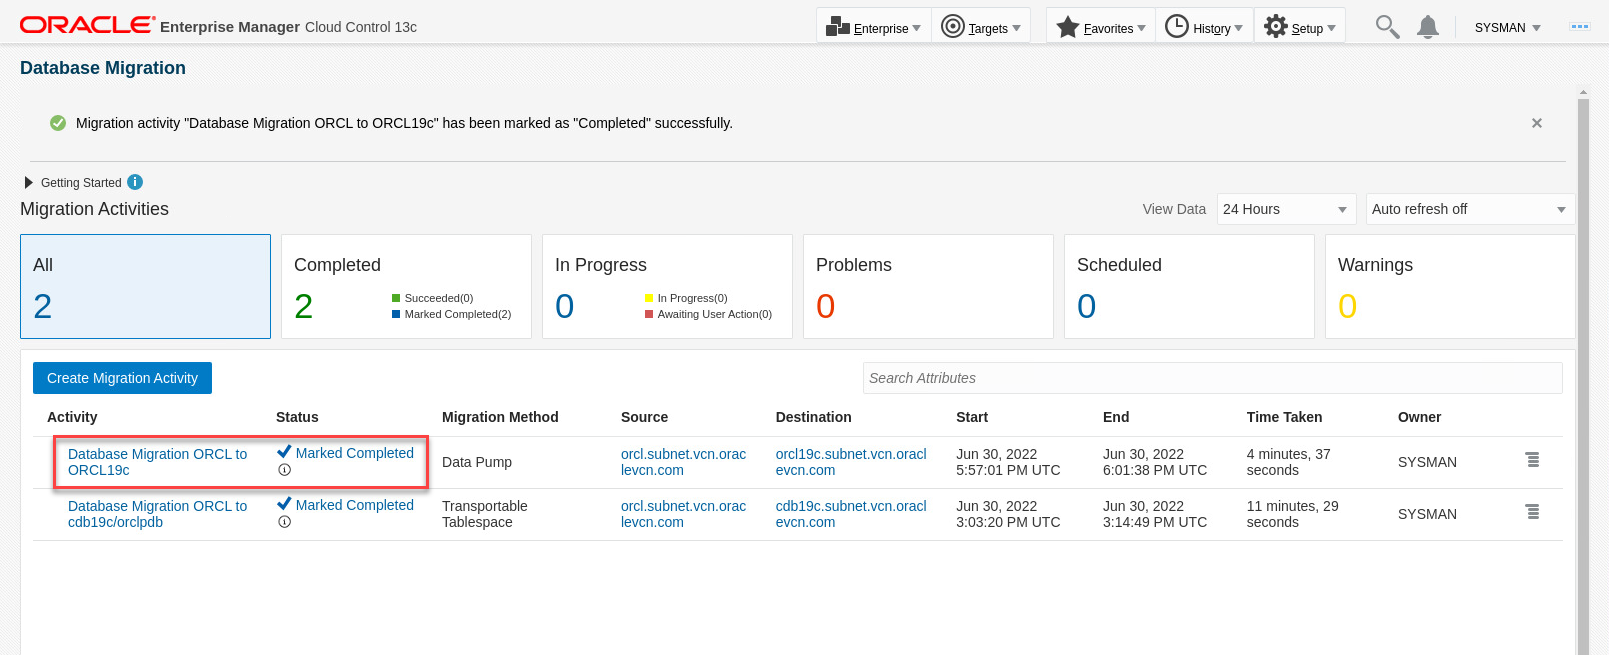 ORACLE Enterprise Manager Cloud Control 13c
Enterprise Targets Favorites History Setup SYSMAN
Database Migration
Migration activity "Database Migration ORCL to ORCL19c" has been marked as "Completed" successfully.
Getting Started
Migration Activities
View Data 24 Hours Auto refresh off
All
2
Completed
2
Succeeded(0)
Marked Completed(2)
In Progress
0
In Progress(0)
Awaiting User Action(0)
Problems
0
Scheduled
0
Warnings
0
Create Migration Activity Search Attributes
Activity Status Migration Method Source Destination Start End Time Taken Owner
Database Migration ORCL to
ORCL19c
Marked Completed
Data Pump
orcl.subnet.vcn.orac
levcn.com
orcl19c.subnet.vcn.oracl
evcn.com
Jun 30, 2022
5:57:01 PM UTC
Jun 30, 2022
6:01:38 PM UTC
4 minutes, 37
seconds
SYSMAN
Database Migration ORCL to
cdb19c/orclpdb
Marked Completed
Transportable
Tablespace
orcl.subnet.vcn.orac
levcn.com
cdb19c.subnet.vcn.oracl
evcn.com
Jun 30, 2022
3:03:20 PM UTC
Jun 30, 2022
3:14:49 PM UTC
11 minutes, 29
seconds
SYSMAN